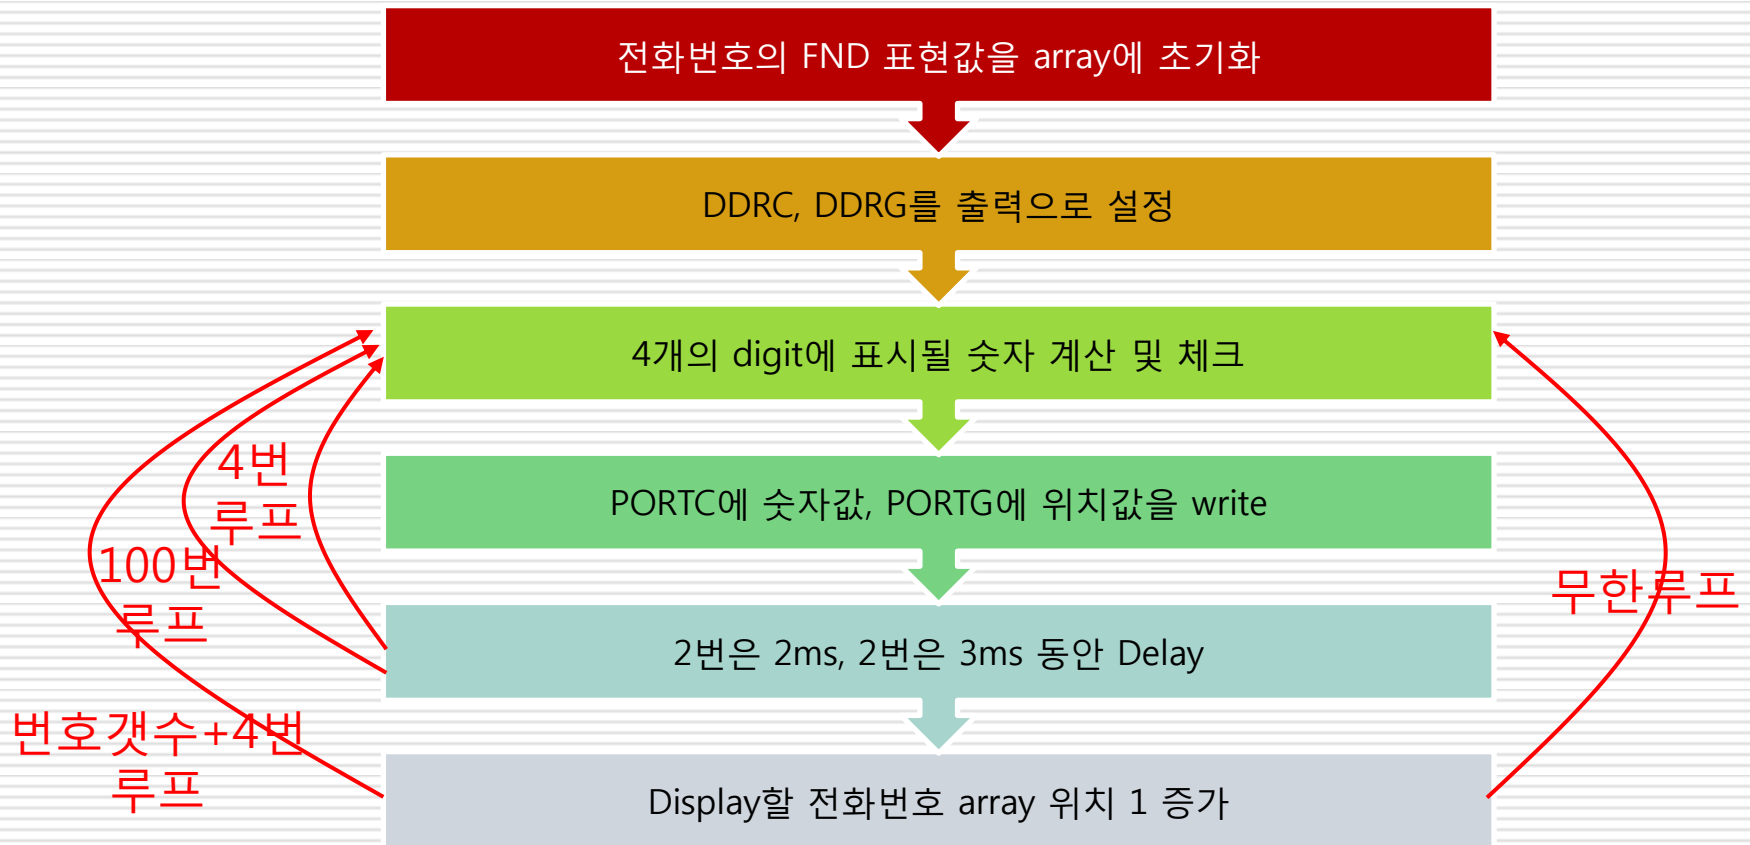 전화번호의 FND 표현값을 array에 초기화
DDRC, DDRG를 출력으로 설정
4개의 digit에 표시될 숫자 계산 및 체크
4번
루프
PORTC에 숫자값, PORTG에 위치값을 write
100번
루프
무한루프
2번은 2ms, 2번은 3ms 동안 Delay
번호갯수+4번
루프
Display할 전화번호 array 위치 1 증가